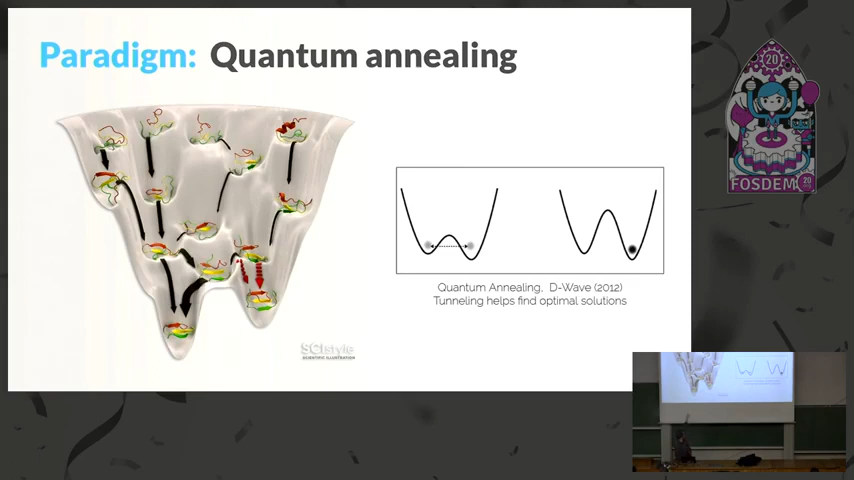 Paradigm: Quantum annealing
Quantum Annealing, D-Wave (2012)
Tunneling helps find optimal solutions
SCIstyle
SCIENTIFIC ILLUSTRATION
20
FOSDEM
20